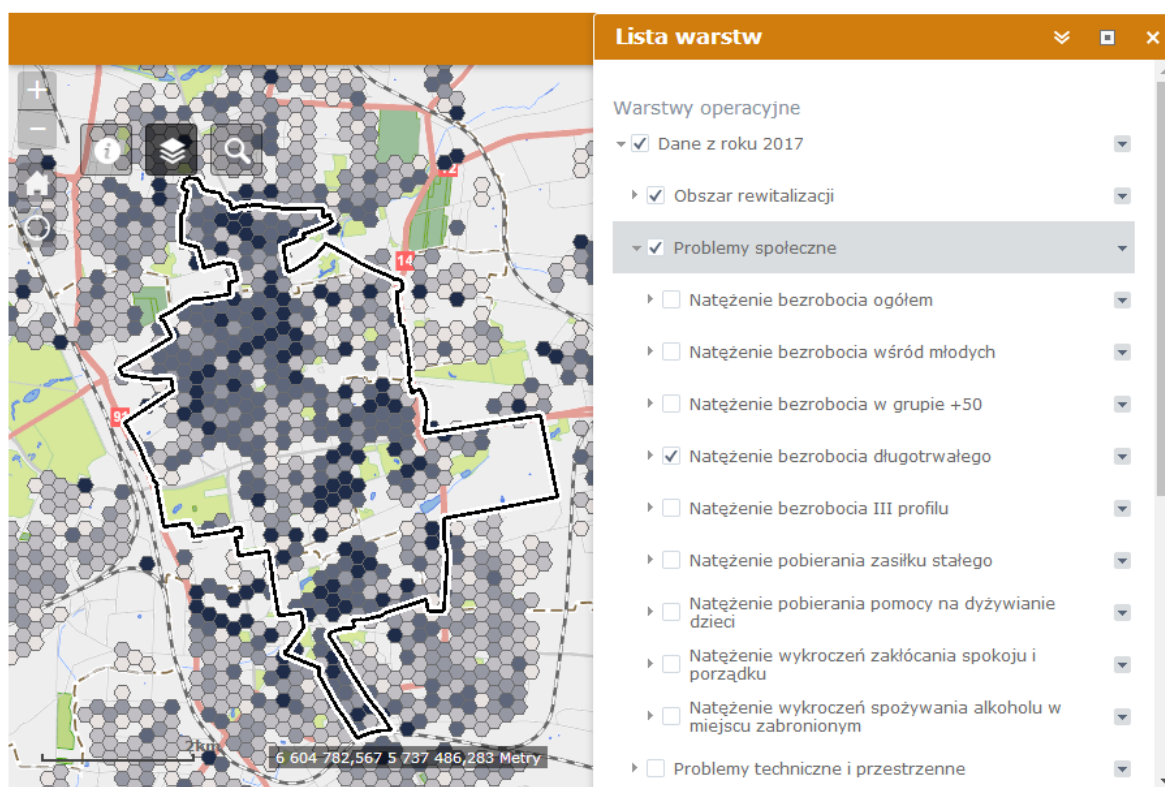 Lista warstw
Warstwy operacyjne
Dane z roku 2017
Obszar rewitalizacji
Problemy społeczne
Natężenie bezrobocia ogółem
Natężenie bezrobocia wśród młodych
Natężenie bezrobocia w grupie +50
Natężenie bezrobocia długotrwałego
Natężenie bezrobocia III profilu
Natężenie pobierania zasiłku stałego
Natężenie pobierania pomocy na dyżywianie
dzieci
Natężenie wykroczeń zakłócania spokoju i
porządku
Natężenie wykroczeń spożywania alkoholu w
miejscu zabronionym
Problemy techniczne i przestrzenne
14
91
2km
6 604 782,567 5 737 486,283 Metry